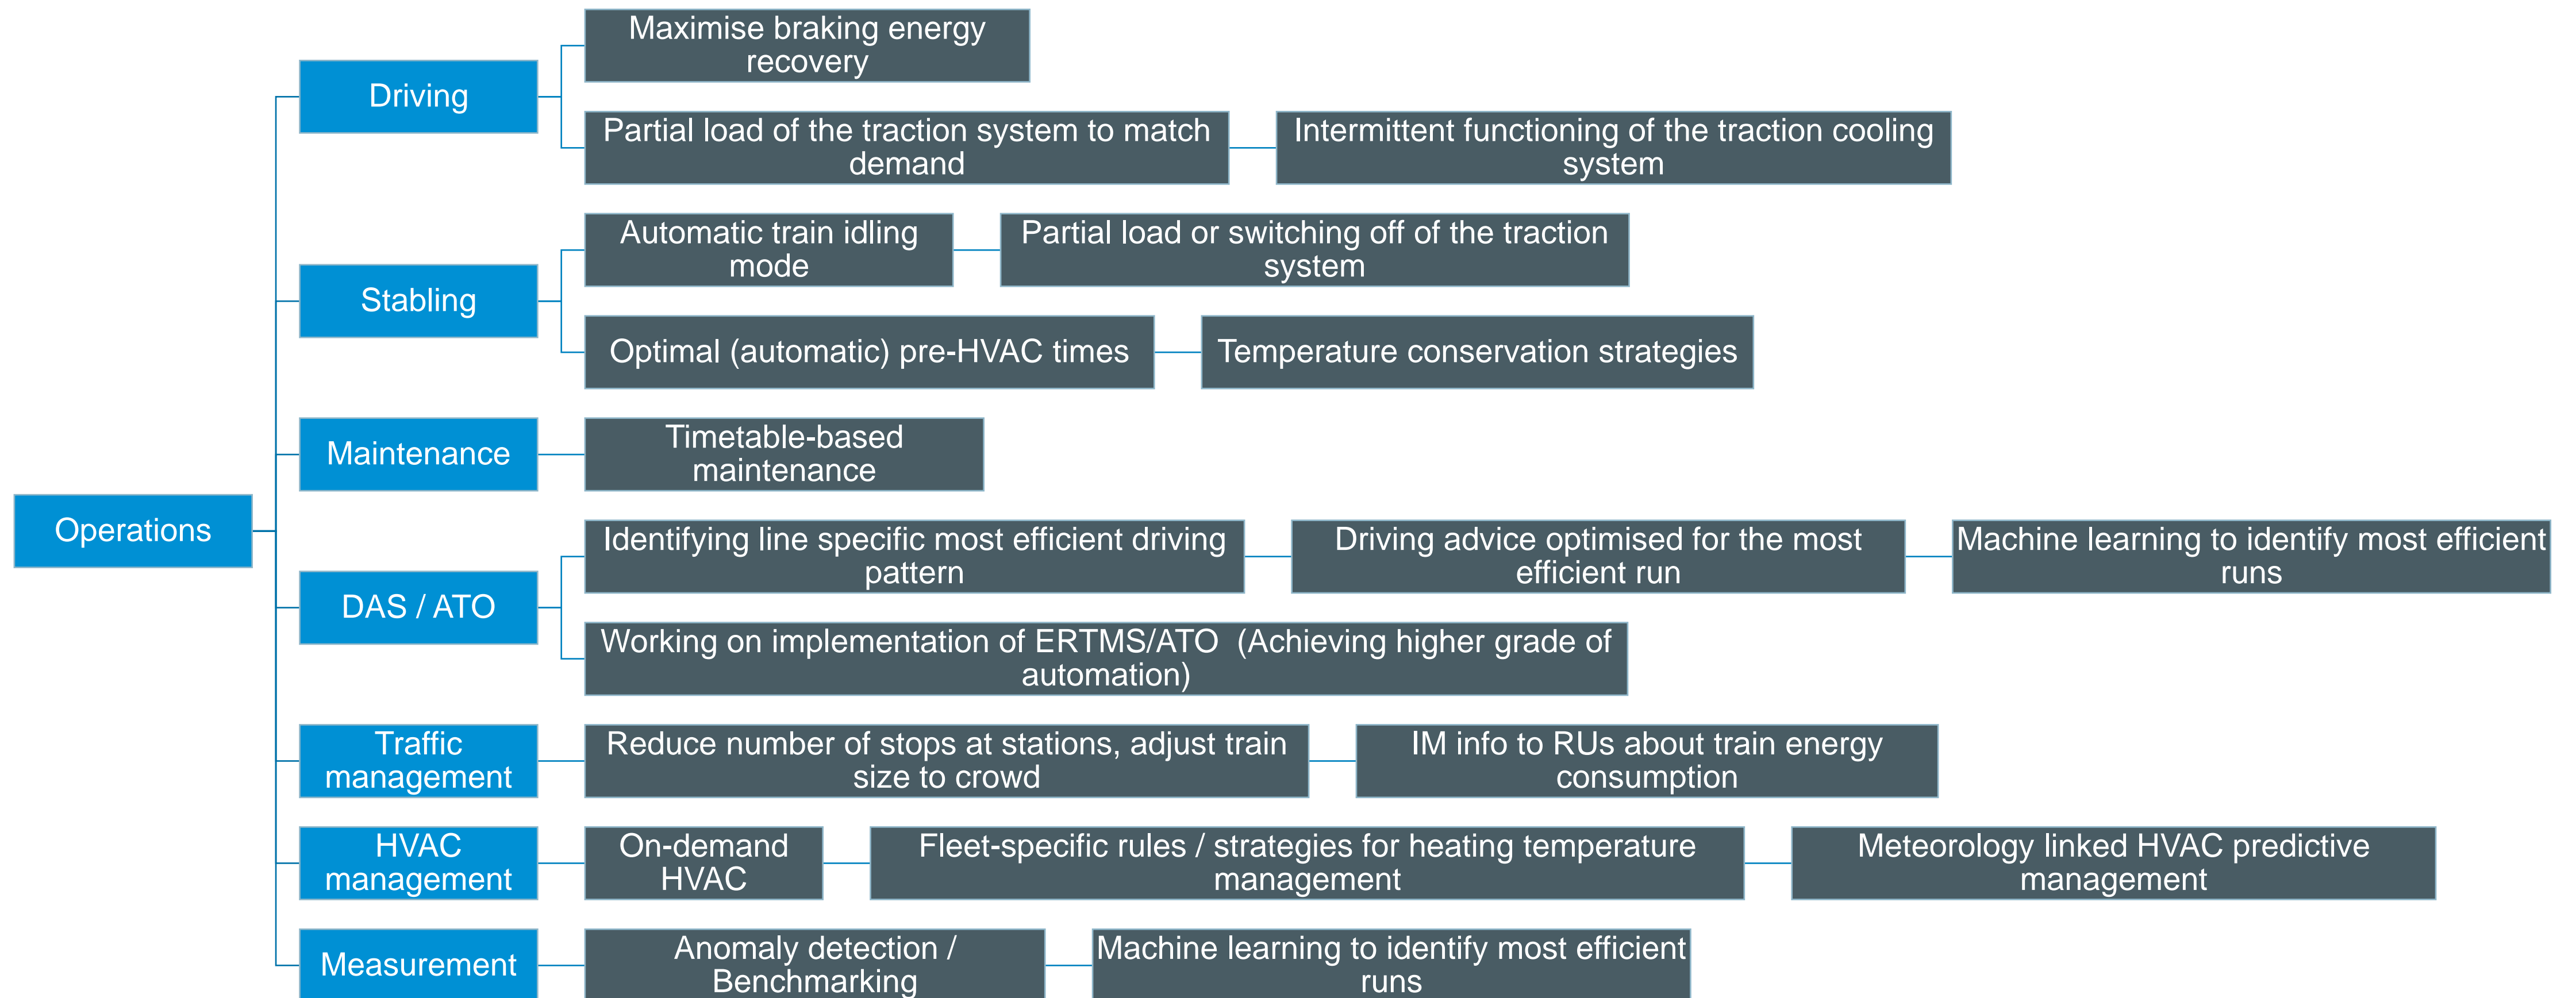 Maximise braking energy
recovery
Driving
Partial load of the traction system to match
demand
Intermittent functioning of the traction cooling
system
Automatic train idling
mode
Partial load or switching off of the traction
system
Stabling
Optimal (automatic) pre-HVAC times
Temperature conservation strategies
Maintenance
Timetable-based
maintenance
Operations
Identifying line specific most efficient driving
pattern
Driving advice optimised for the most
efficient run
Machine learning to identify most efficient
runs
DAS / ATO
Working on implementation of ERTMS/ATO  (Achieving higher grade of
automation)
Traffic
management
Reduce number of stops at stations, adjust train
size to crowd
IM info to RUs about train energy
consumption
HVAC
management
On-demand
HVAC
Fleet-specific rules / strategies for heating temperature
management
Meteorology linked HVAC predictive
management
Measurement
Anomaly detection /
Benchmarking
Machine learning to identify most efficient
runs